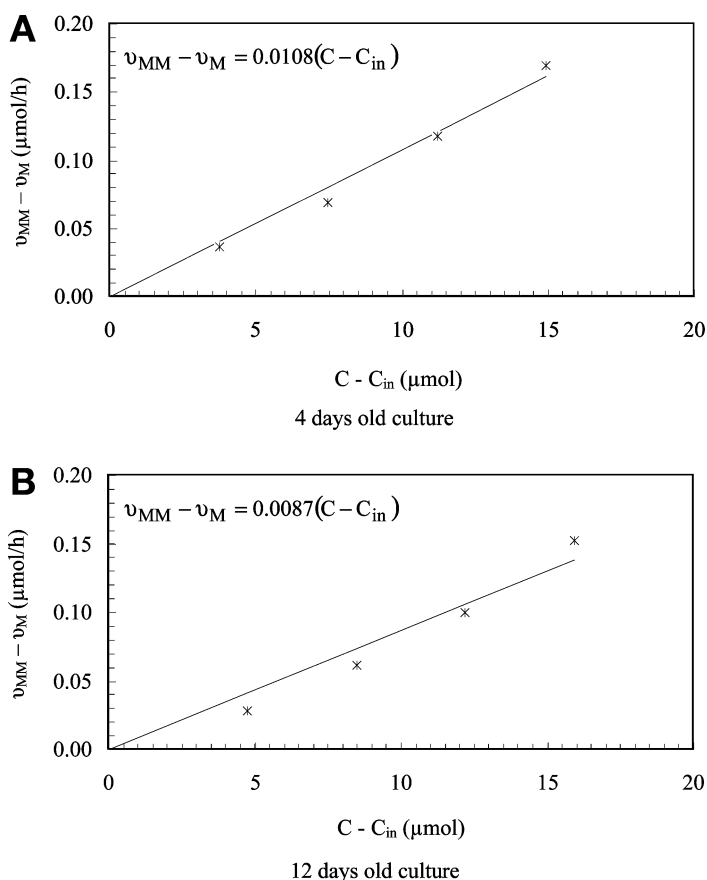 A
0.20
υMM − υM = 0.0108(C − Cin)
0.15
0.10
0.05
0.00
υMM − υM (µmol/h)
0 5 10 15 20
C - Cin (µmol)
4 days old culture
B
0.20
υMM − υM = 0.0087(C − Cin)
0.15
0.10
0.05
0.00
υMM − υM (µmol/h)
0 5 10 15 20
C - Cin (µmol)
12 days old culture